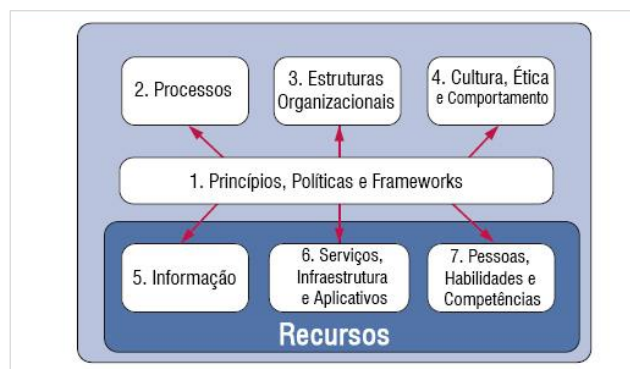 2. Processos
3. Estruturas
Organizacionais
4. Cultura, Ética
e Comportamento
1. Princípios, Políticas e Frameworks
5. Informação
6. Serviços,
Infraestrutura
e Aplicativos
7. Pessoas,
Habilidades e
Competências
Recursos